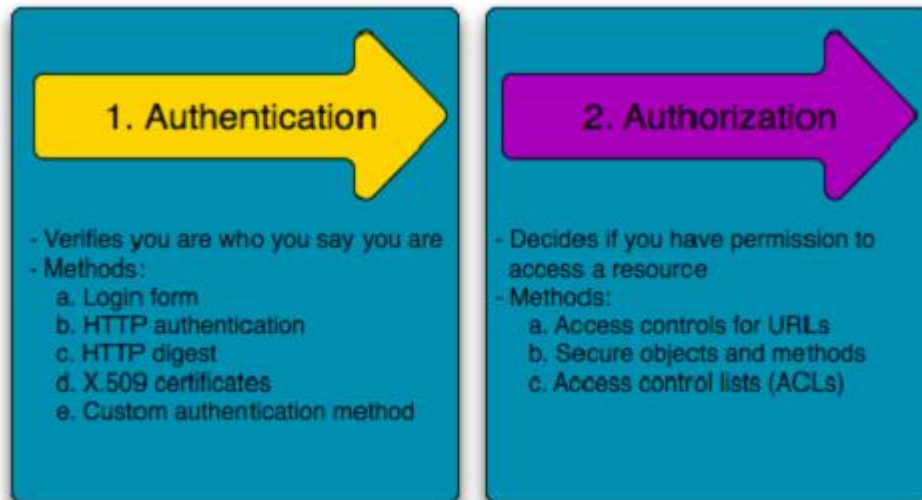 1. Authentication
- Verifies you are who you say you are
- Methods:
a. Login form
b. HTTP authentication
c. HTTP digest
d. X.509 certificates
e. Custom authentication method
2. Authorization
- Decides if you have permission to
access a resource
- Methods:
a. Access controls for URLs
b. Secure objects and methods
c. Access control lists (ACLs)